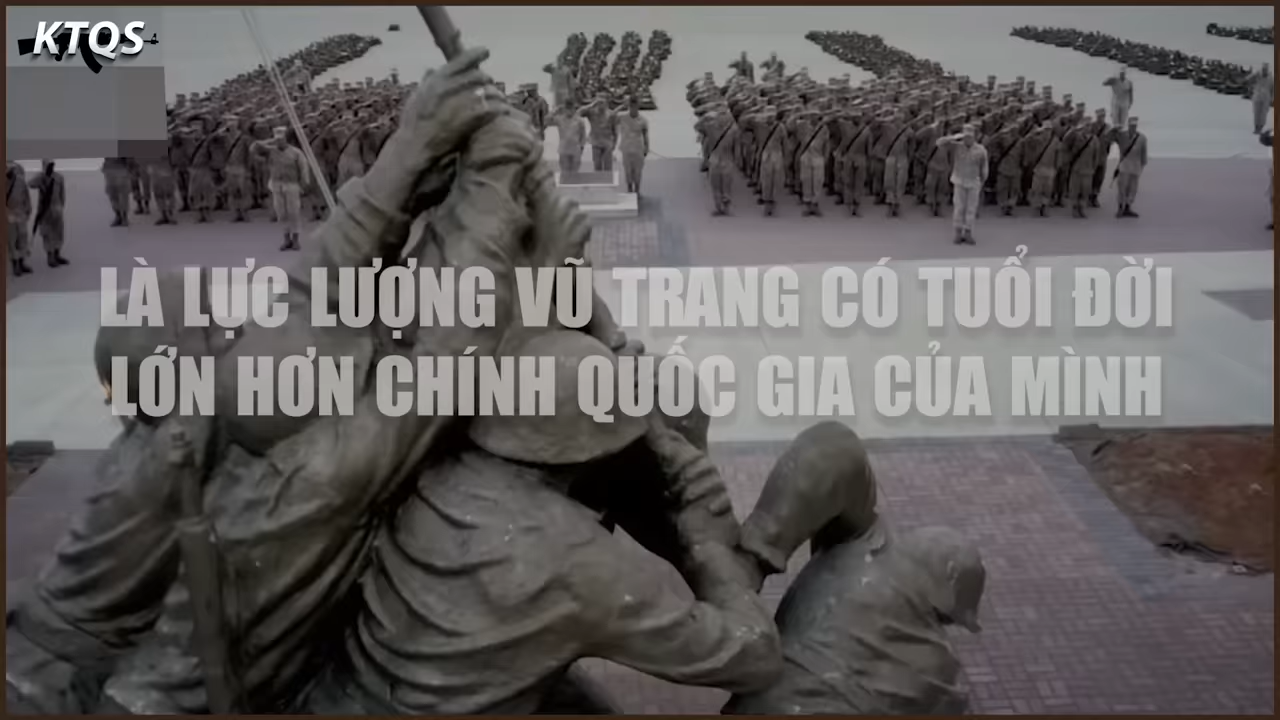 KTQS
LÀ LỰC LƯỢNG VŨ TRANG CÓ TUỔI ĐỜI
LỚN HƠN CHÍNH QUỐC GIA CỦA MÌNH